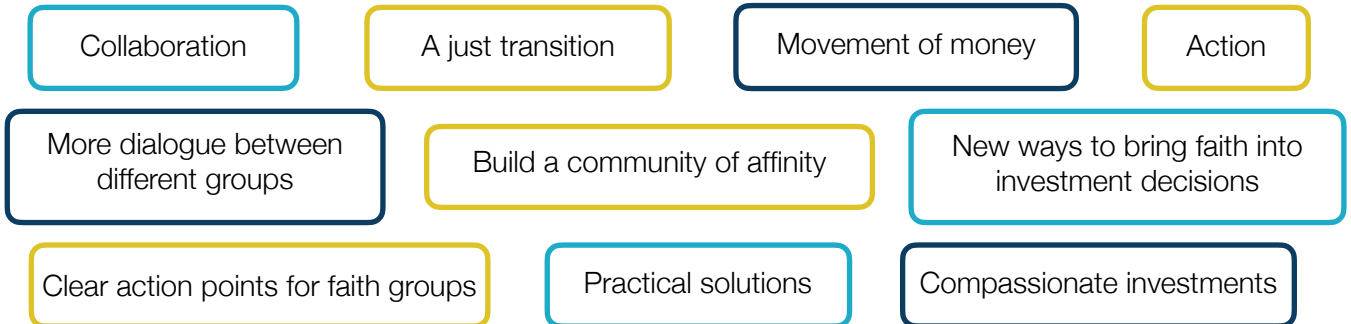 Collaboration
A just transition
Movement of money
Action
More dialogue between
different groups
Build a community of affinity
New ways to bring faith into
investment decisions
Clear action points for faith groups
Practical solutions
Compassionate investments